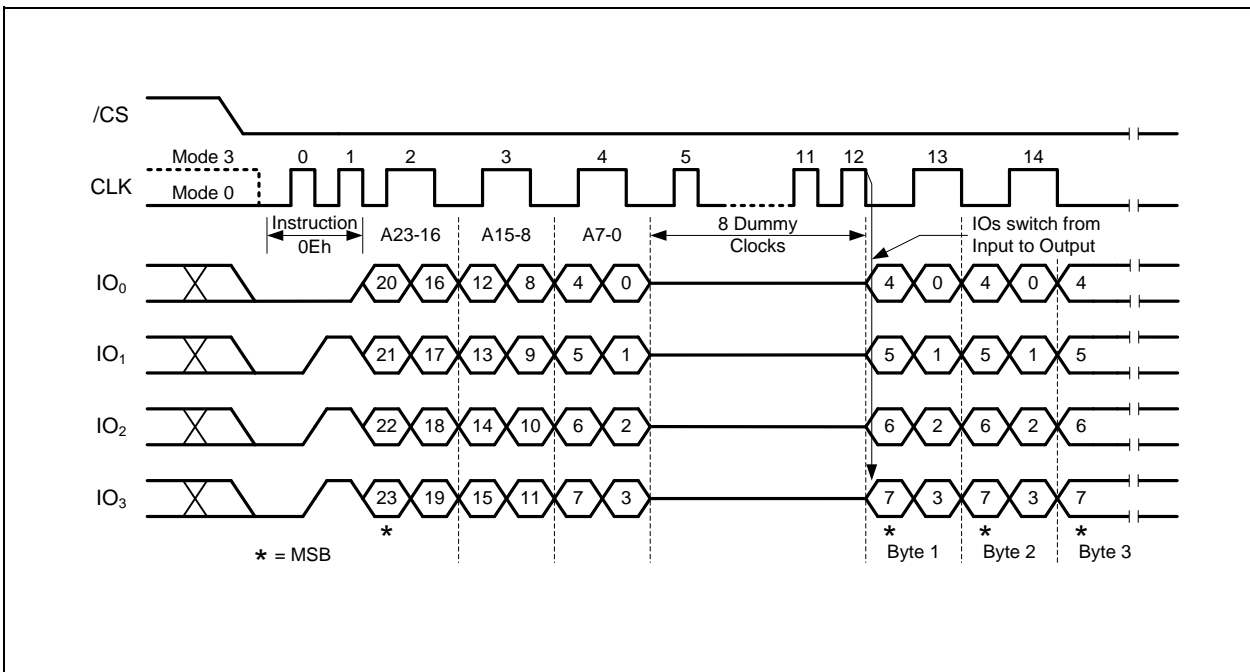 /CS
Mode 3 0 1 2 3 4 5 11 12 13 14
CLK Mode 0
Instruction 8 Dummy IOs switch from
0Eh A23-16 A15-8 A7-0 Clocks Input to Output
IO₀ 20 16 12 8 4 0 4 0 4 0 4
IO₁ 21 17 13 9 5 1 5 1 5 1 5
IO₂ 22 18 14 10 6 2 6 2 6 2 6
IO₃ 23 19 15 11 7 3 7 3 7 3 7
* * * *
* = MSB Byte 1 Byte 2 Byte 3